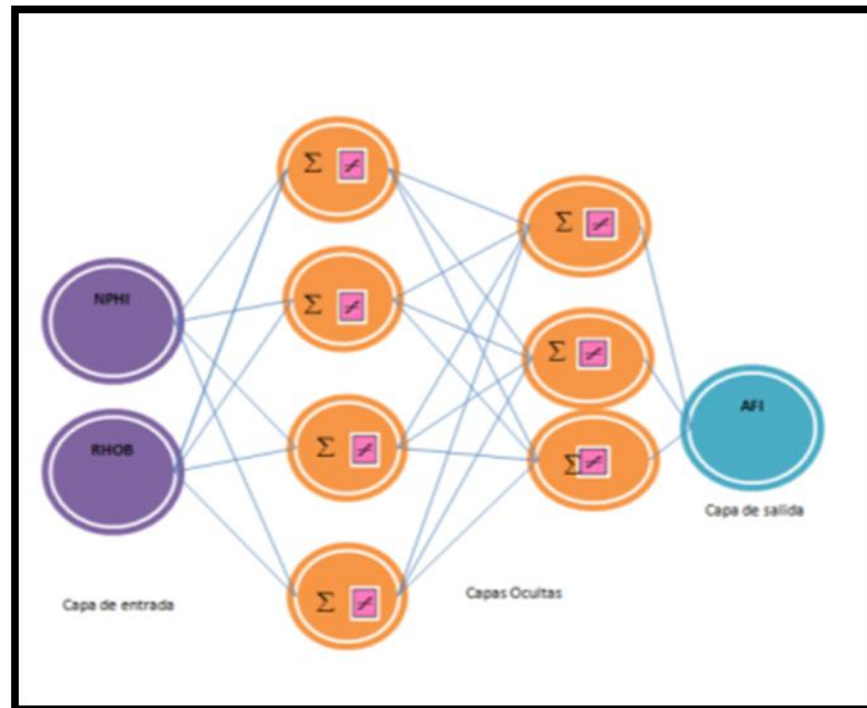 NPHI
RHOB
Σ
Σ
Σ
Σ
Σ
Σ
Σ
AFI
Capa de entrada
Capas Ocultas
Capa de salida